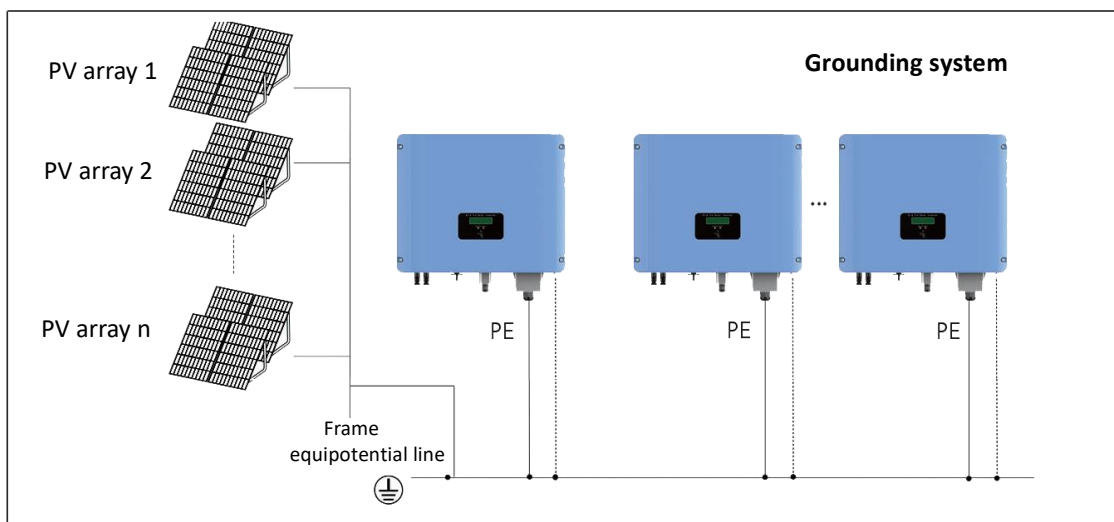 Grounding system
PV array 1
PV array 2
...
PV array n
PE
PE
PE
Frame
equipotential line